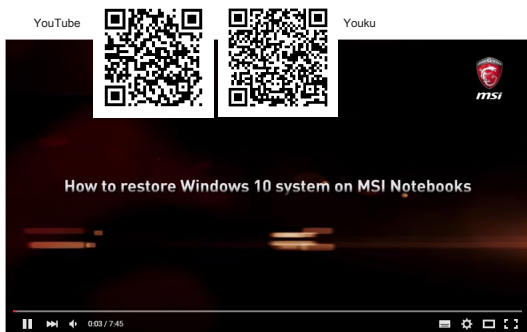 YouTube
Youku
msi
How to restore Windows 10 system on MSI Notebooks
0:03 / 7:45